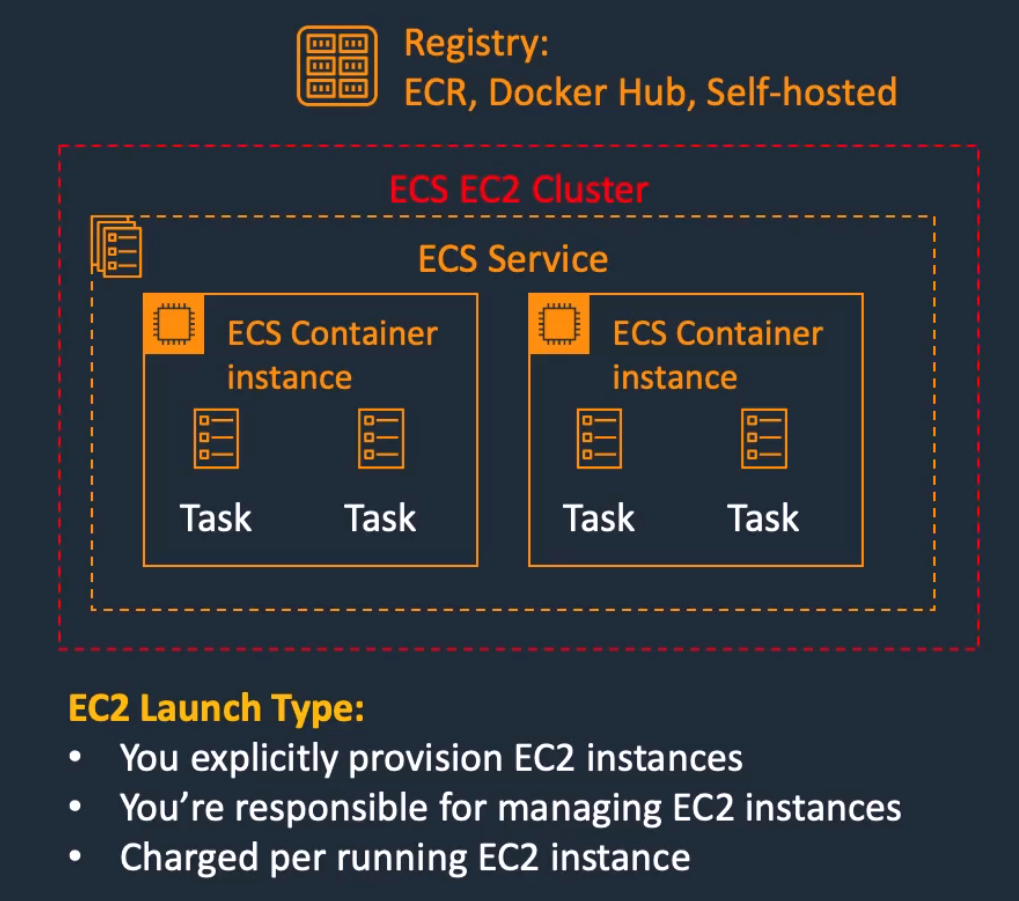 Registry:
ECR, Docker Hub, Self-hosted
ECS EC2 Cluster
ECS Service
ECS Container
instance
Task
Task
ECS Container
instance
Task
Task
EC2 Launch Type:
• You explicitly provision EC2 instances
• You’re responsible for managing EC2 instances
• Charged per running EC2 instance